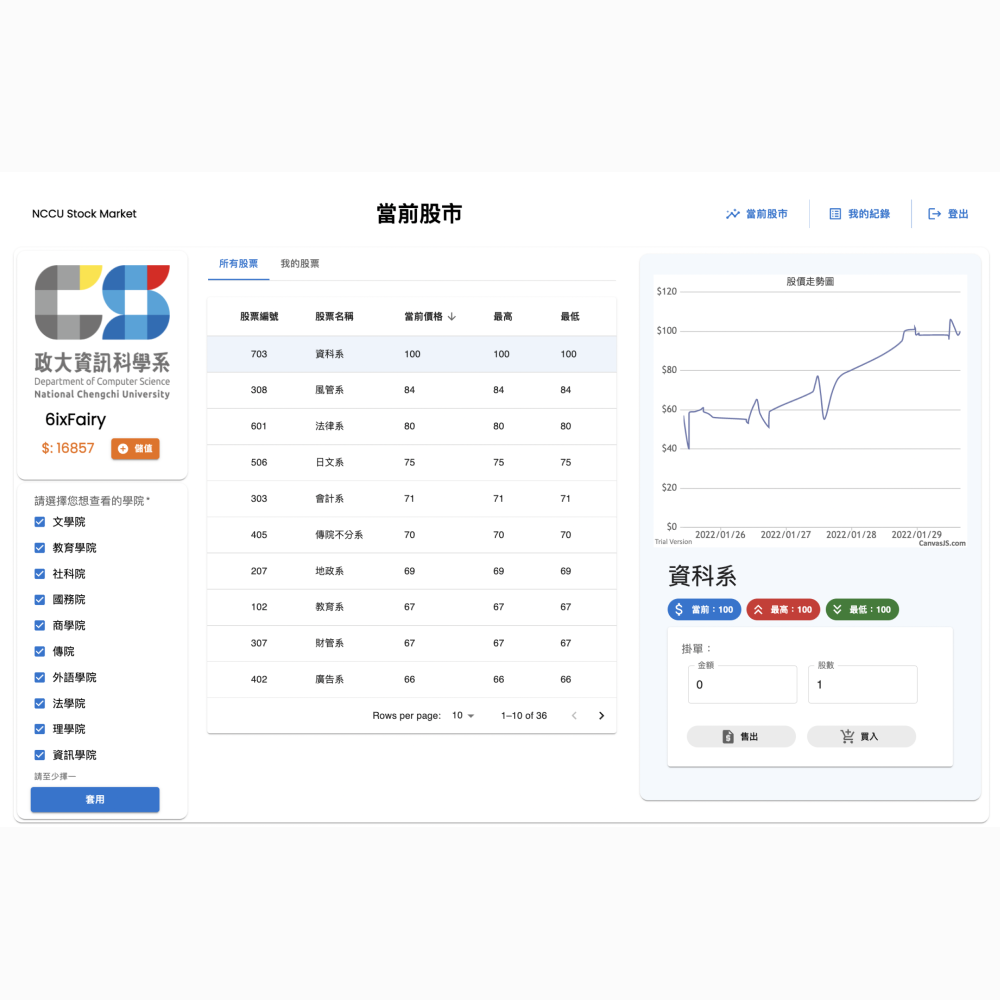 NCCU Stock Market
當前股市
當前股市
我的紀錄
登出
政大資訊科學系
Department of Computer Science
National Chengchi University
6ixFairy
$: 16857
儲值
請選擇您想查看的學院 *
文學院
教育學院
社科院
國務院
商學院
傳院
外語學院
法學院
理學院
資訊學院
請至少擇一
套用
所有股票 我的股票
股票編號 股票名稱 當前價格 最高 最低
703 資科系 100 100 100
308 風管系 84 84 84
601 法律系 80 80 80
506 日文系 75 75 75
303 會計系 71 71 71
405 傳院不分系 70 70 70
207 地政系 69 69 69
102 教育系 67 67 67
307 財管系 67 67 67
402 廣告系 66 66 66
Rows per page: 10 1–10 of 36
股價走勢圖
$120
$100
$80
$60
$40
$20
$0
2022/01/26 2022/01/27 2022/01/28 2022/01/29
Trial Version CanvasJS.com
資科系
當前：100 最高：100 最低：100
掛單：
金額 股數
0 1
售出 買入